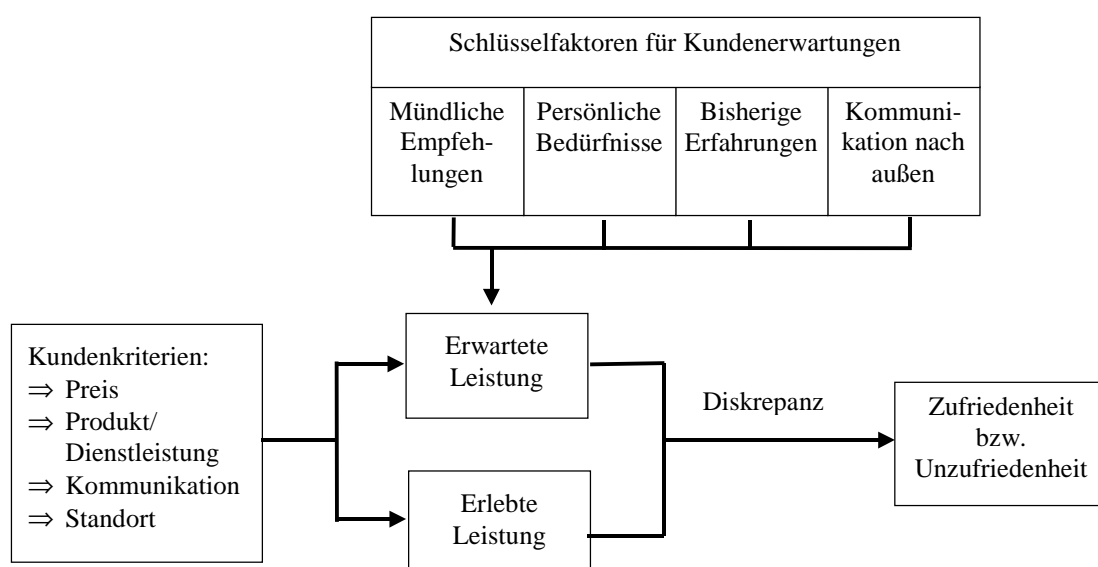 Schlüsselfaktoren für Kundenerwartungen
Mündliche
Empfeh-
lungen
Persönliche
Bedürfnisse
Bisherige
Erfahrungen
Kommuni-
kation nach
außen
Kundenkriterien:
⇒ Preis
⇒ Produkt/
Dienstleistung
⇒ Kommunikation
⇒ Standort
Erwartete
Leistung
Erlebte
Leistung
Diskrepanz
Zufriedenheit
bzw.
Unzufriedenheit